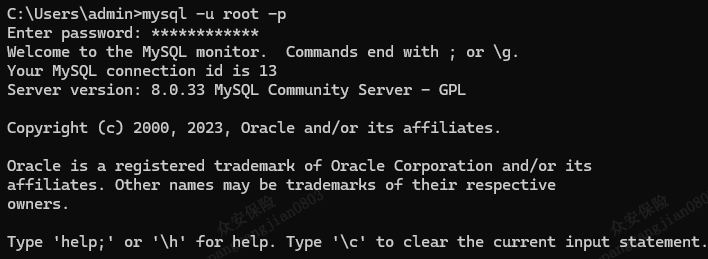 C:\Users\admin>mysql -u root -p
Enter password: ************
Welcome to the MySQL monitor.  Commands end with ; or \g.
Your MySQL connection id is 13
Server version: 8.0.33 MySQL Community Server - GPL
Copyright (c) 2000, 2023, Oracle and/or its affiliates.
Oracle is a registered trademark of Oracle Corporation and/or its
affiliates. Other names may be trademarks of their respective
owners.
众安保险
众安保险
Type 'help;' or '\h' for help. Type '\c' to clear the current input statement.